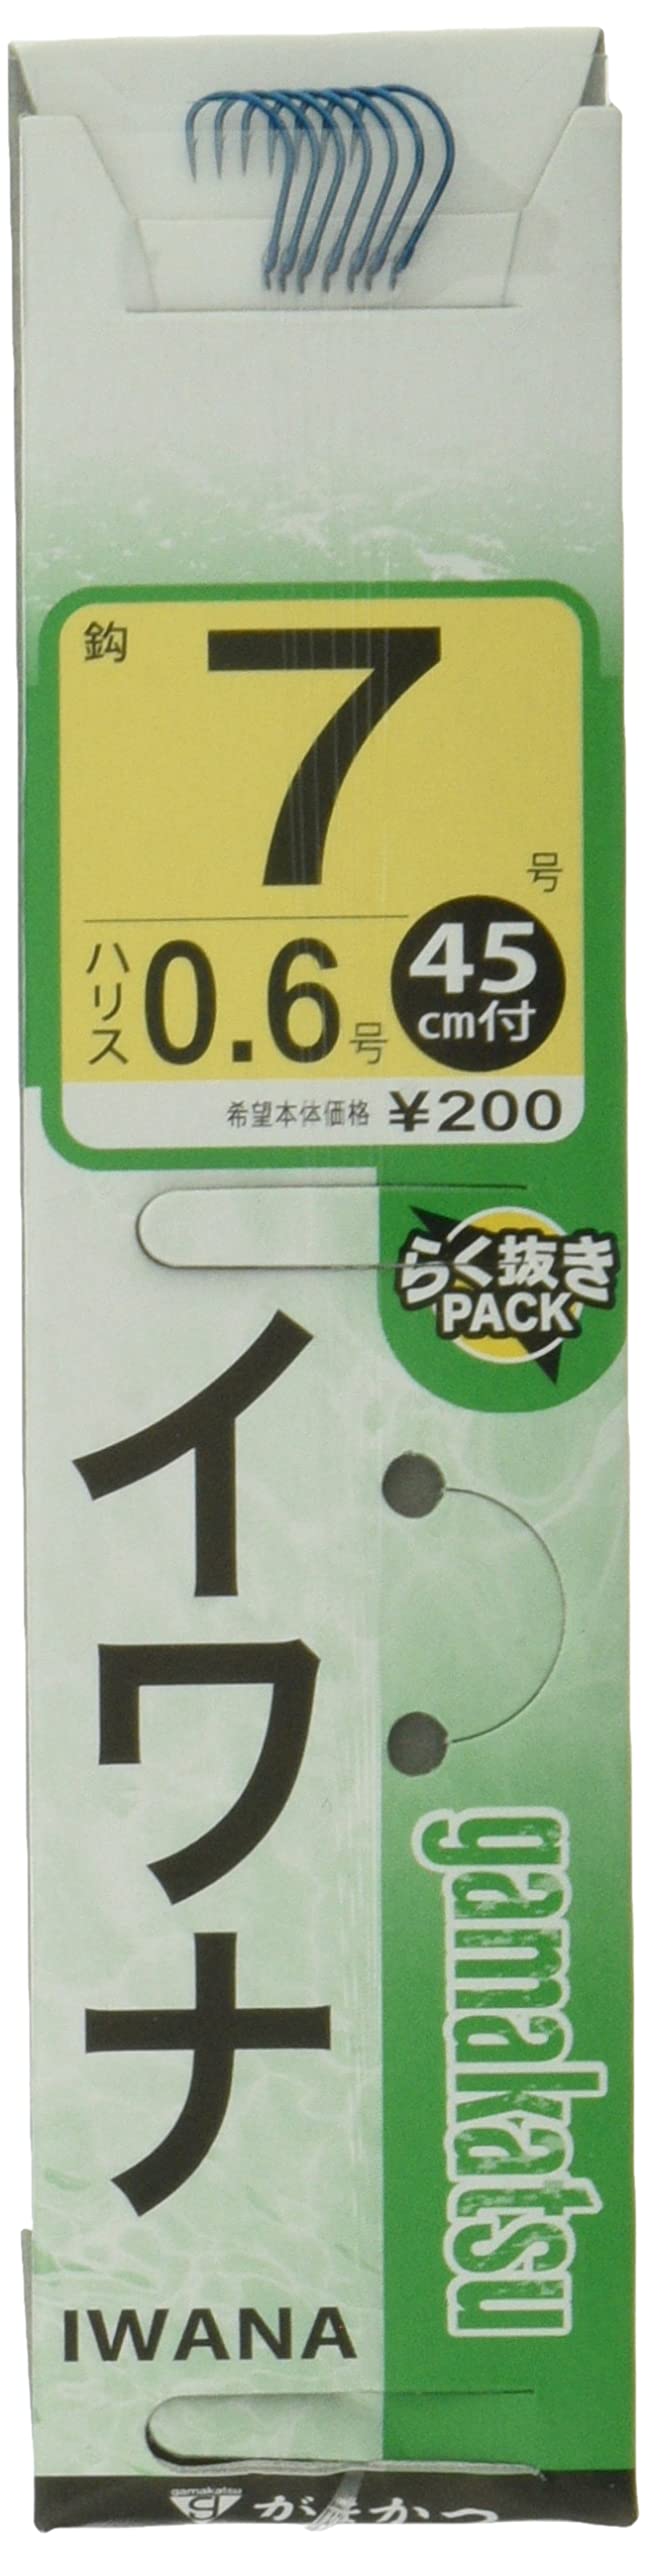 鈎
7
号
ハリス
0.6号
45
cm付
希望本体価格 ¥200
らく抜き
PACK
イワナ
gamakatsu
IWANA
gamakatsu
がまかつ